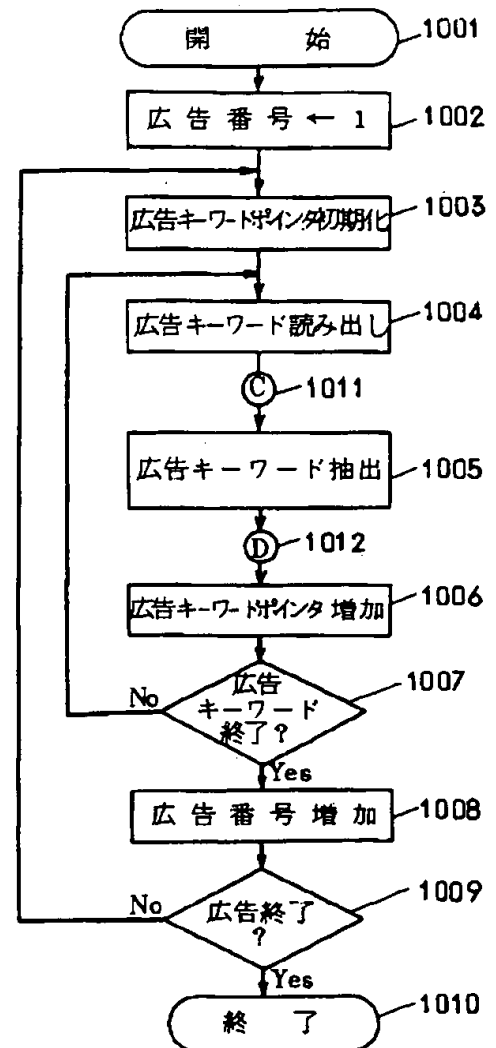 開始 1001
広告番号←1 1002
広告キーワードポインタ初期化 1003
広告キーワード読み出し 1004
C 1011
広告キーワード抽出 1005
D 1012
広告キーワードポインタ増加 1006
広告 1007
キーワード
No
終了?
Yes
広告番号増加 1008
広告終了 1009
No
?
Yes
終了 1010